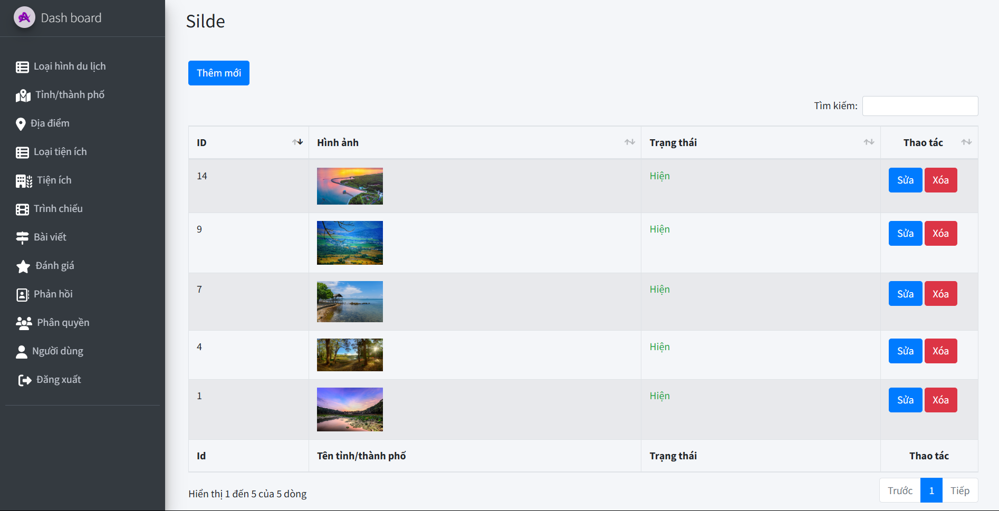 Dash board
Loại hình du lịch
Tỉnh/thành phố
Địa điểm
Loại tiện ích
Tiện ích
Trình chiếu
Bài viết
Đánh giá
Phản hồi
Phân quyền
Người dùng
Đăng xuất
Silde
Thêm mới
Tìm kiếm:
ID Hình ảnh Trạng thái Thao tác
14 Hiện Sửa Xóa
9 Hiện Sửa Xóa
7 Hiện Sửa Xóa
4 Hiện Sửa Xóa
1 Hiện Sửa Xóa
Id Tên tỉnh/thành phố Trạng thái Thao tác
Hiển thị 1 đến 5 của 5 dòng
Trước 1 Tiếp